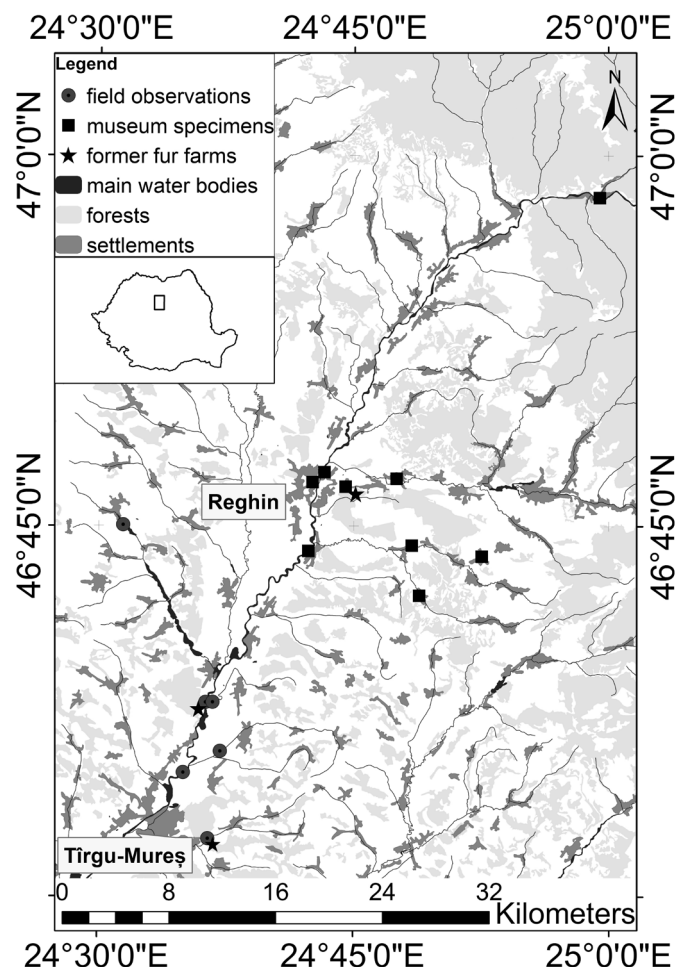 24°30'0"E 24°45'0"E 25°0'0"E
Legend
field observations
museum specimens
former fur farms
main water bodies
forests
settlements
N
47°0'0"N
47°0'0"N
Reghin
46°45'0"N
46°45'0"N
Tîrgu-Mureș
0 8 16 24 32
Kilometers
24°30'0"E 24°45'0"E 25°0'0"E